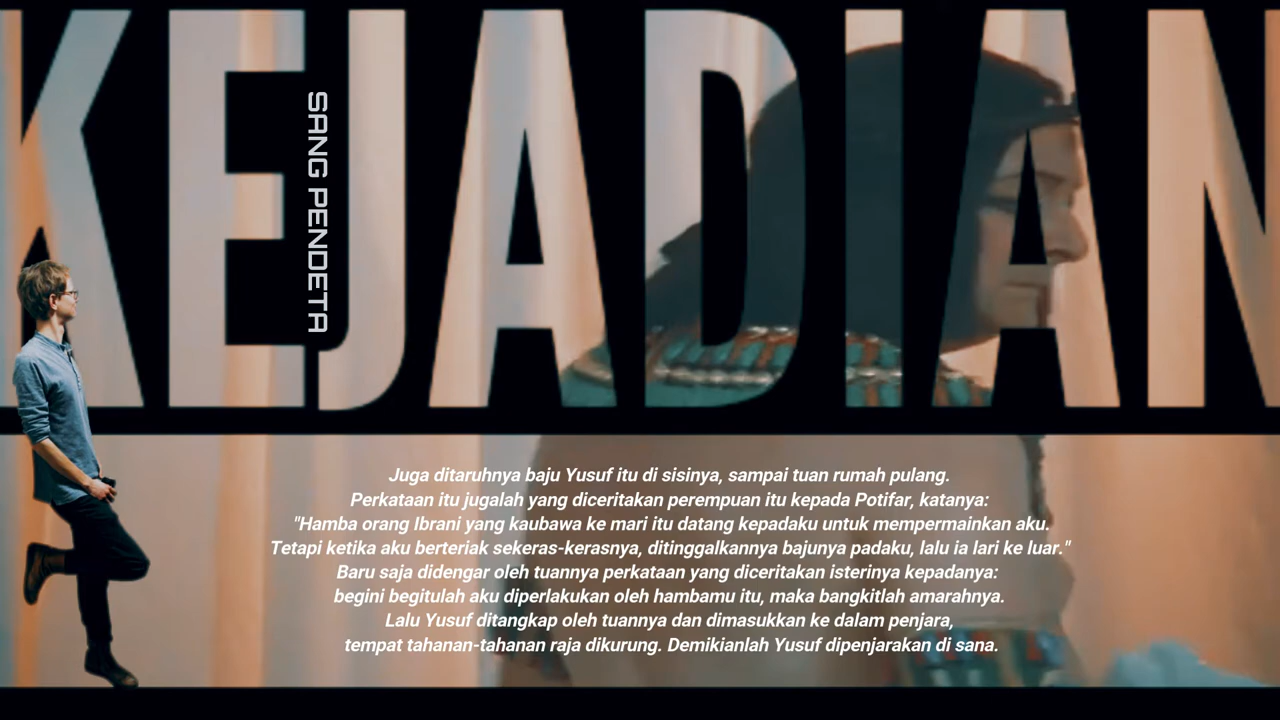 KEJADIAN
SANG PENDETA
Juga ditaruhnya baju Yusuf itu di sisinya, sampai tuan rumah pulang.
Perkataan itu jugalah yang diceritakan perempuan itu kepada Potifar, katanya:
"Hamba orang Ibrani yang kaubawa ke mari itu datang kepadaku untuk mempermainkan aku.
Tetapi ketika aku berteriak sekeras-kerasnya, ditinggalkannya bajunya padaku, lalu ia lari ke luar."
Baru saja didengar oleh tuannya perkataan yang diceritakan isterinya kepadanya:
begini begitulah aku diperlakukan oleh hambamu itu, maka bangkitlah amarahnya.
Lalu Yusuf ditangkap oleh tuannya dan dimasukkan ke dalam penjara,
tempat tahanan-tahanan raja dikurung. Demikianlah Yusuf dipenjarakan di sana.